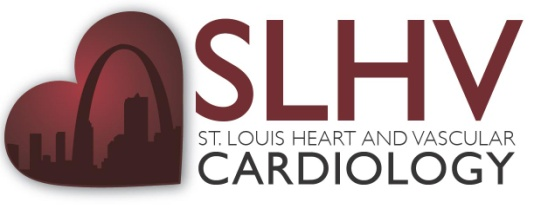 SLHV
ST. LOUIS HEART AND VASCULAR
CARDIOLOGY